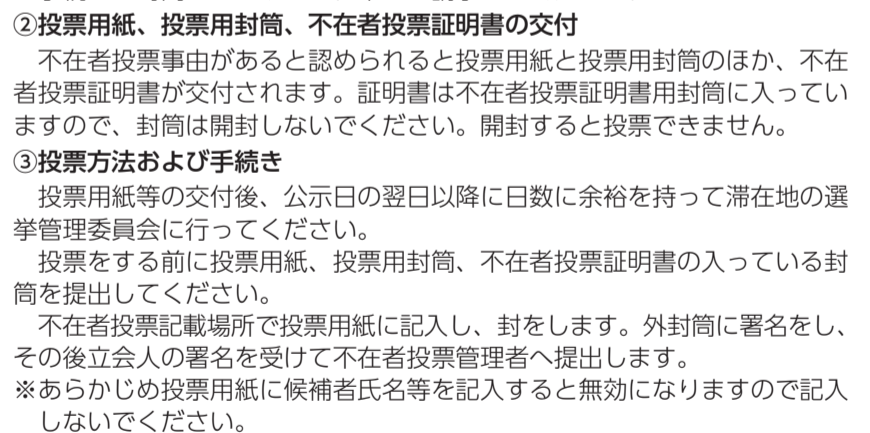 ②投票用紙、投票用封筒、不在者投票証明書の交付
不在者投票事由があると認められると投票用紙と投票用封筒のほか、不在
者投票証明書が交付されます。証明書は不在者投票証明書用封筒に入ってい
ますので、封筒は開封しないでください。開封すると投票できません。
③投票方法および手続き
投票用紙等の交付後、公示日の翌日以降に日数に余裕を持って滞在地の選
挙管理委員会に行ってください。
投票をする前に投票用紙、投票用封筒、不在者投票証明書の入っている封
筒を提出してください。
不在者投票記載場所で投票用紙に記入し、封をします。外封筒に署名をし、
その後立会人の署名を受けて不在者投票管理者へ提出します。
※あらかじめ投票用紙に候補者氏名等を記入すると無効になりますので記入
しないでください。